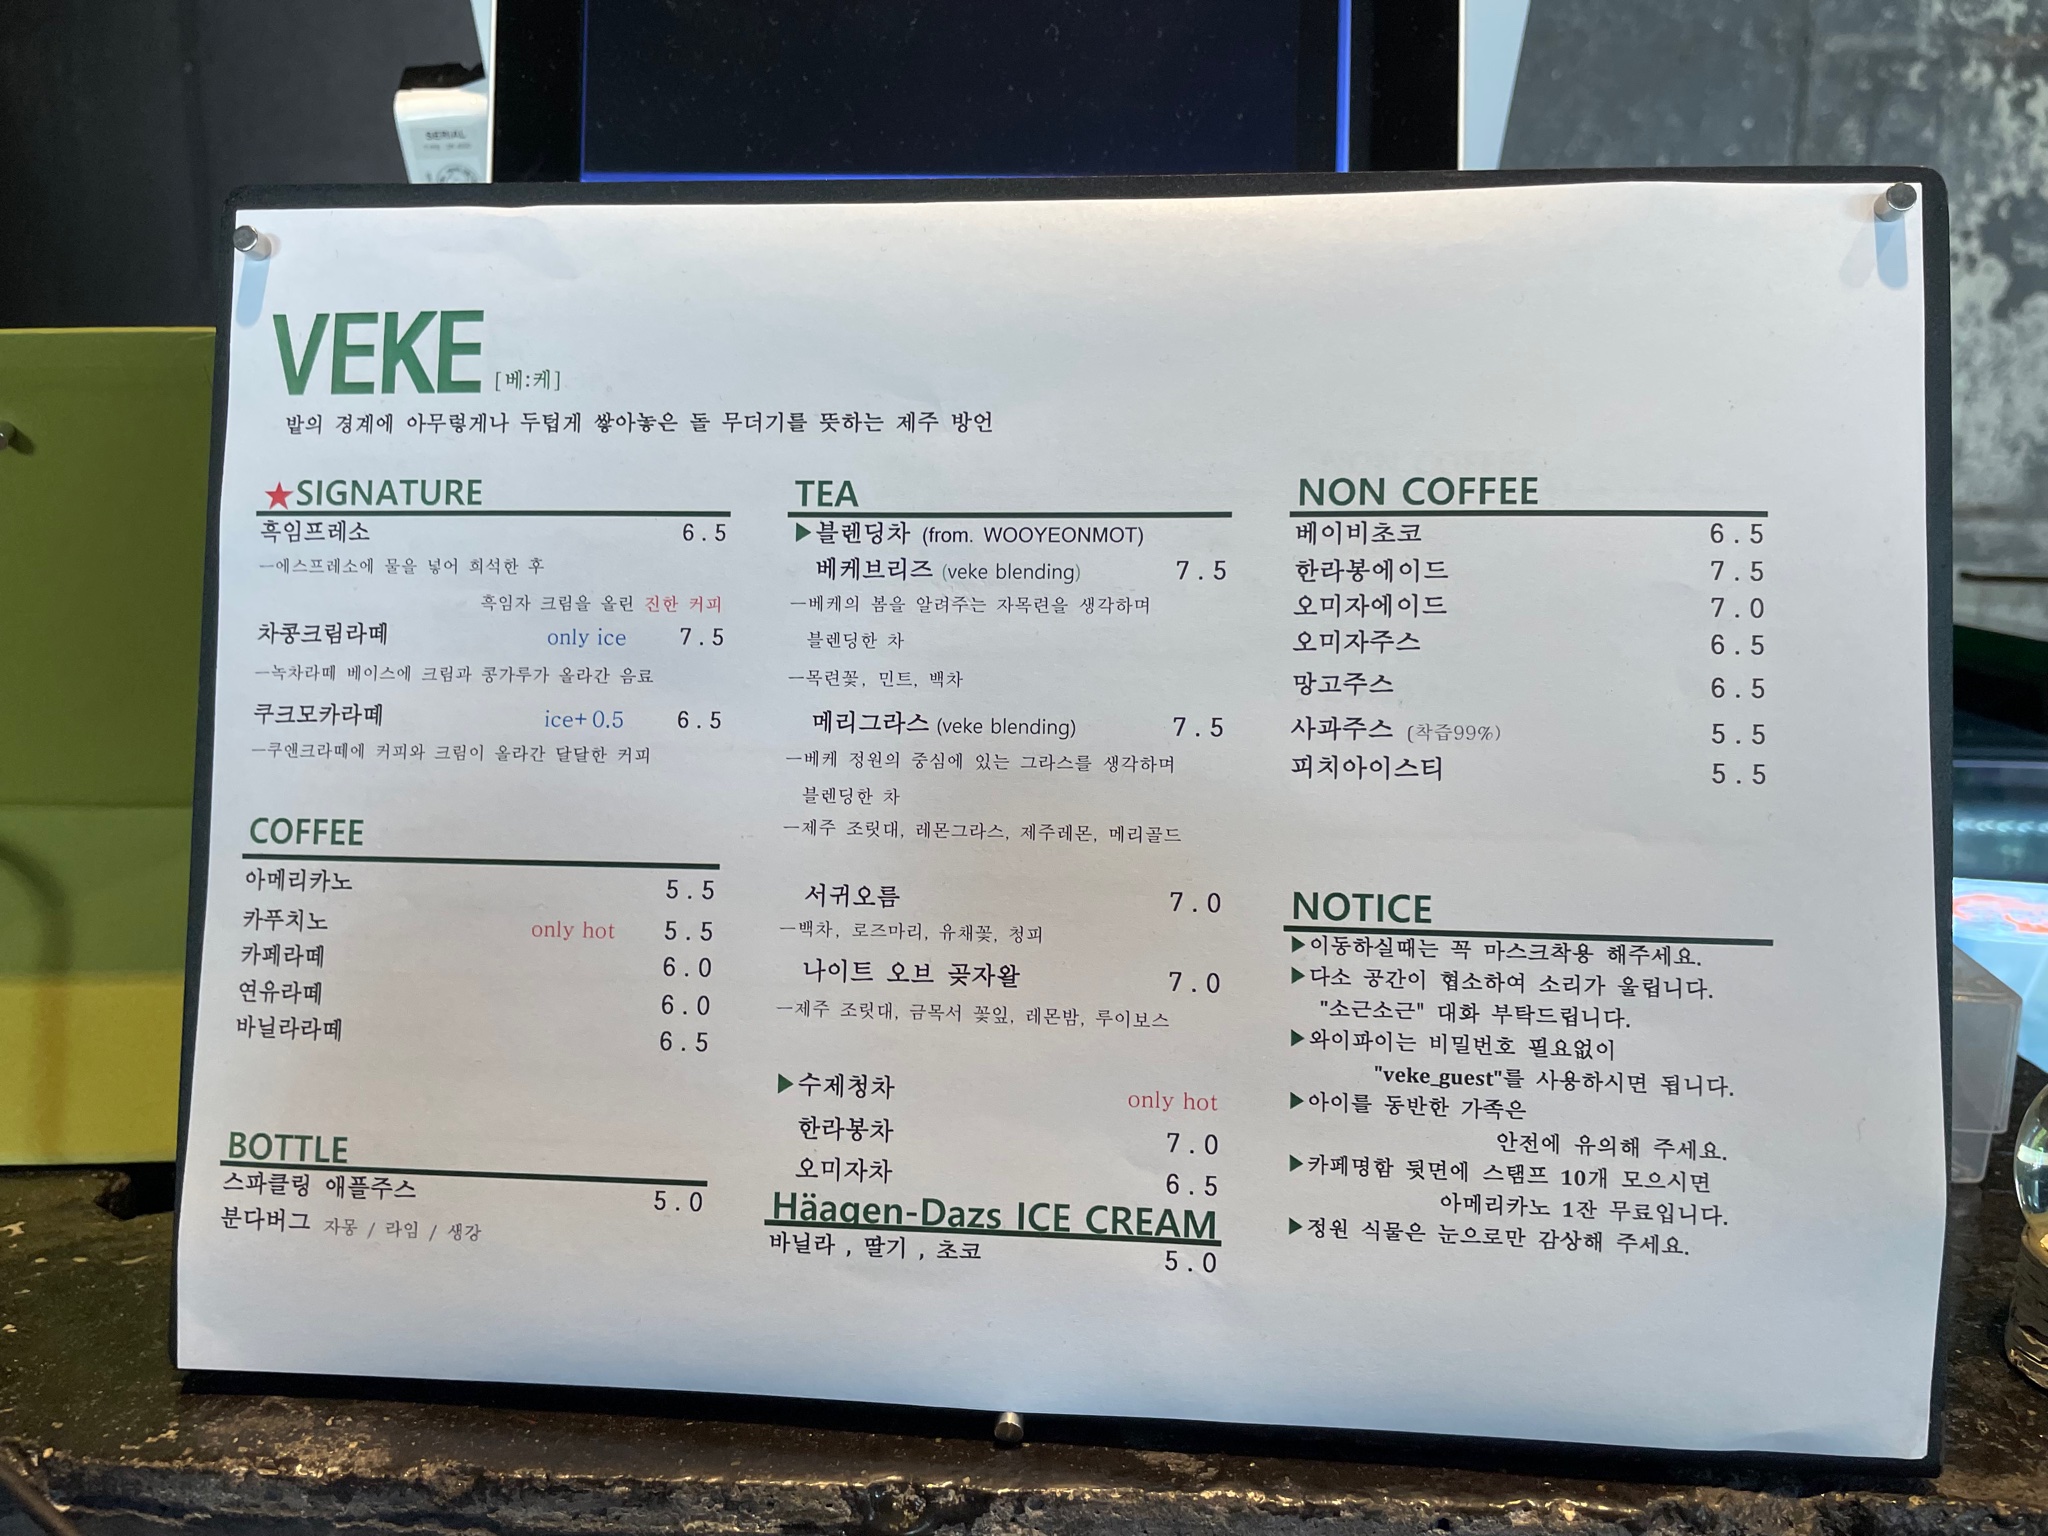 SERIAL
VEKE [베:케]
밭의 경계에 아무렇게나 두텁게 쌓아놓은 돌 무더기를 뜻하는 제주 방언
★SIGNATURE
흑임프레소 6.5
─에스프레소에 물을 넣어 희석한 후
흑임자 크림을 올린 진한 커피
차콩크림라떼 only ice 7.5
─녹차라떼 베이스에 크림과 콩가루가 올라간 음료
쿠크모카라떼 ice+0.5 6.5
─쿠앤크라떼에 커피와 크림이 올라간 달달한 커피
COFFEE
아메리카노 5.5
카푸치노 only hot 5.5
카페라떼 6.0
연유라떼 6.0
바닐라라떼 6.5
BOTTLE
스파클링 애플주스 5.0
분다버그 자몽 / 라임 / 생강
TEA
▶블렌딩차 (from. WOOYEONMOT)
베케브리즈 (veke blending) 7.5
─베케의 봄을 알려주는 자목련을 생각하며
블렌딩한 차
─목련꽃, 민트, 백차
메리그라스 (veke blending) 7.5
─베케 정원의 중심에 있는 그라스를 생각하며
블렌딩한 차
─제주 조릿대, 레몬그라스, 제주레몬, 메리골드
서귀오름 7.0
─백차, 로즈마리, 유채꽃, 청피
나이트 오브 곶자왈 7.0
─제주 조릿대, 금목서 꽃잎, 레몬밤, 루이보스
▶수제청차 only hot
한라봉차 7.0
오미자차 6.5
Häagen-Dazs ICE CREAM
바닐라 , 딸기 , 초코 5.0
NON COFFEE
베이비초코 6.5
한라봉에이드 7.5
오미자에이드 7.0
오미자주스 6.5
망고주스 6.5
사과주스 (착즙99%) 5.5
피치아이스티 5.5
NOTICE
▶이동하실때는 꼭 마스크착용 해주세요.
▶다소 공간이 협소하여 소리가 울립니다.
"소근소근" 대화 부탁드립니다.
▶와이파이는 비밀번호 필요없이
"veke_guest"를 사용하시면 됩니다.
▶아이를 동반한 가족은
안전에 유의해 주세요.
▶카페명함 뒷면에 스탬프 10개 모으시면
아메리카노 1잔 무료입니다.
▶정원 식물은 눈으로만 감상해 주세요.